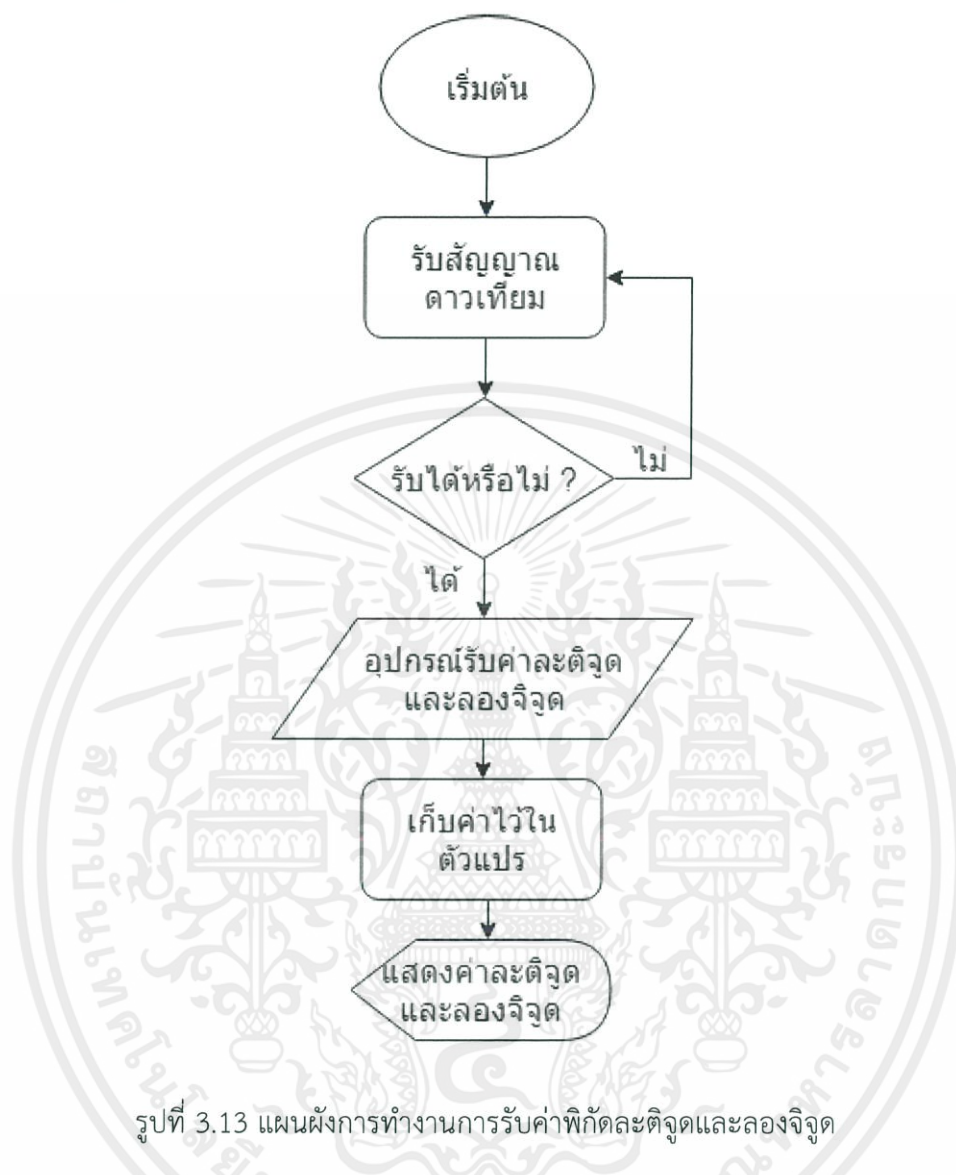 เริ่มต้น
รับสัญญาณ
ดาวเทียม
รับได้หรือไม่ ?
ไม่
ได้
อุปกรณ์รับค่าละติจูด
และลองจิจูด
เก็บค่าไว้ใน
ตัวแปร
แสดงค่าละติจูด
และลองจิจูด
รูปที่ 3.13 แผนผังการทำงานการรับค่าพิกัดละติจูดและลองจิจูด